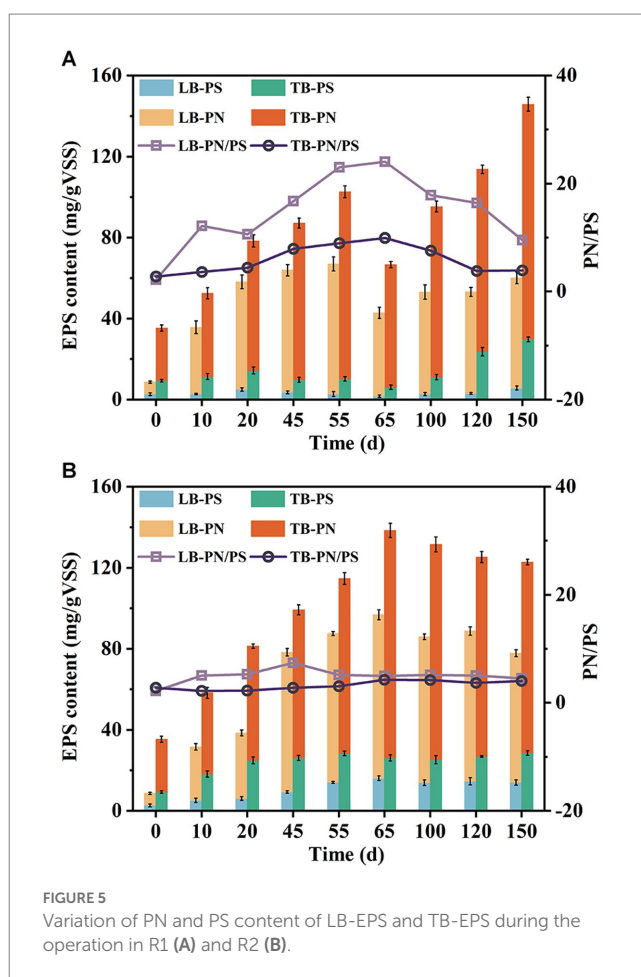 A
160
120
80
40
0
EPS content (mg/gVSS)
LB-PS
TB-PS
LB-PN
TB-PN
LB-PN/PS
TB-PN/PS
40
20
0
-20
PN/PS
0 10 20 45 55 65 100 120 150
Time (d)
B
160
120
80
40
0
EPS content (mg/gVSS)
LB-PS
TB-PS
LB-PN
TB-PN
LB-PN/PS
TB-PN/PS
40
20
0
-20
PN/PS
0 10 20 45 55 65 100 120 150
Time (d)
FIGURE 5
Variation of PN and PS content of LB-EPS and TB-EPS during the
operation in R1 (A) and R2 (B).